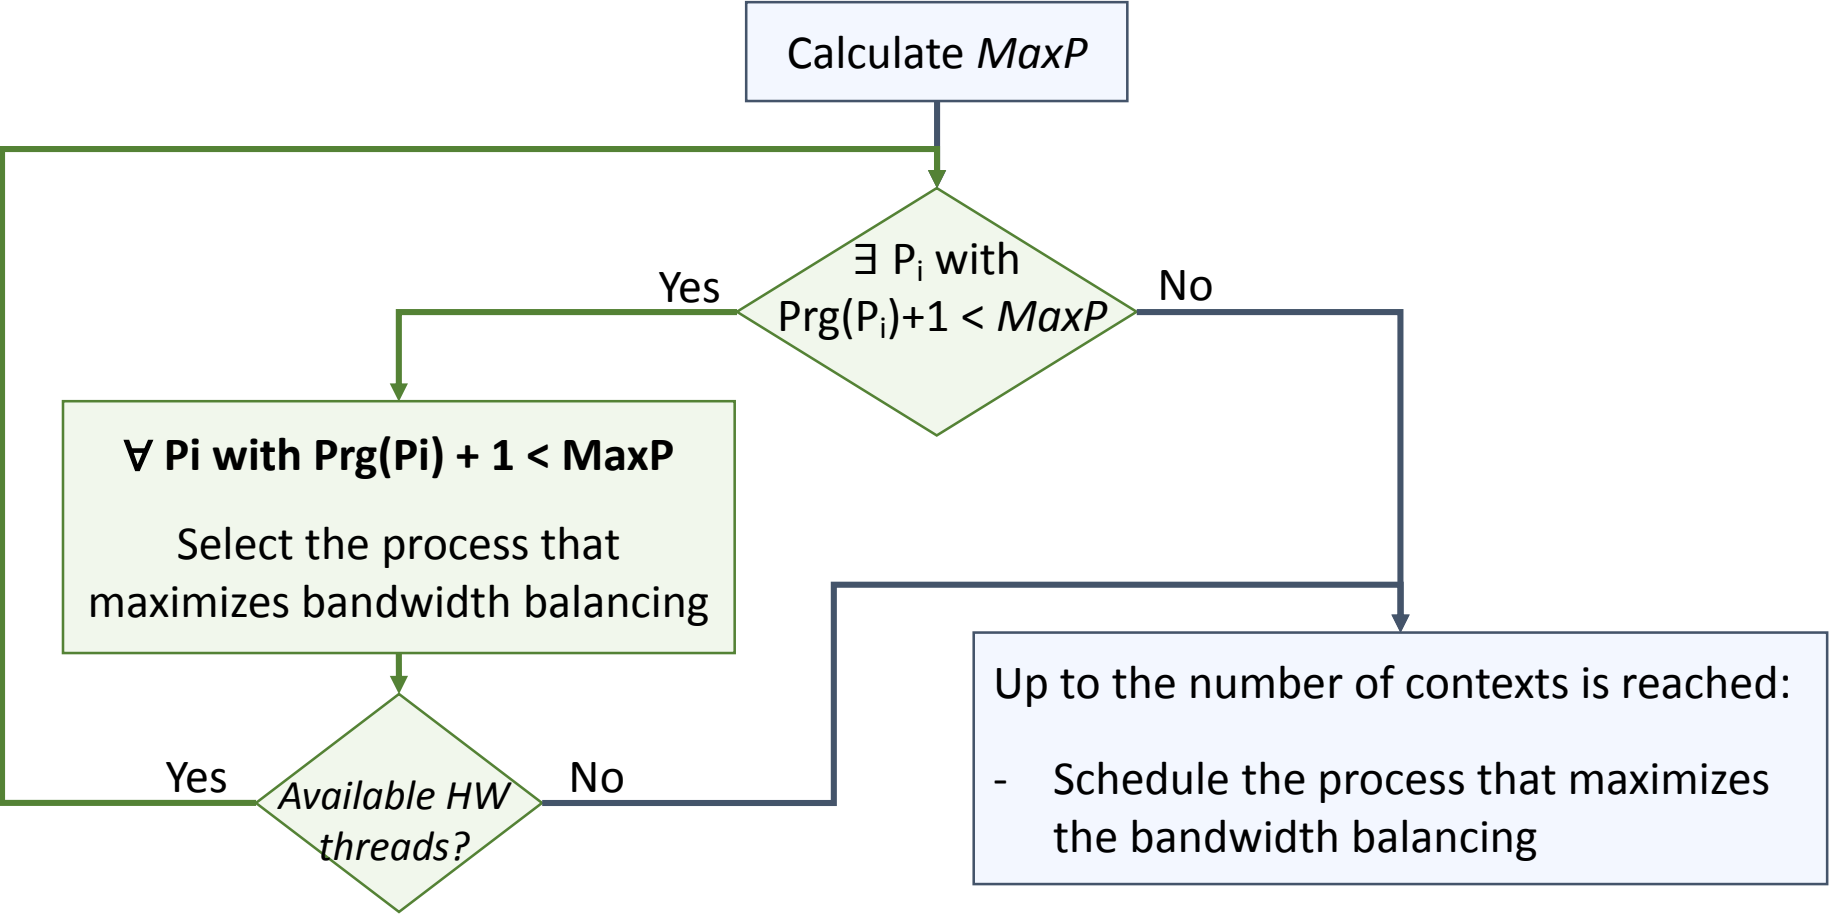 Calculate MaxP
∃ Pi with
Prg(Pi)+1 < MaxP
Yes
No
∀ Pi with Prg(Pi) + 1 < MaxP
Select the process that
maximizes bandwidth balancing
Available HW
threads?
Yes
No
Up to the number of contexts is reached:
- Schedule the process that maximizes
the bandwidth balancing